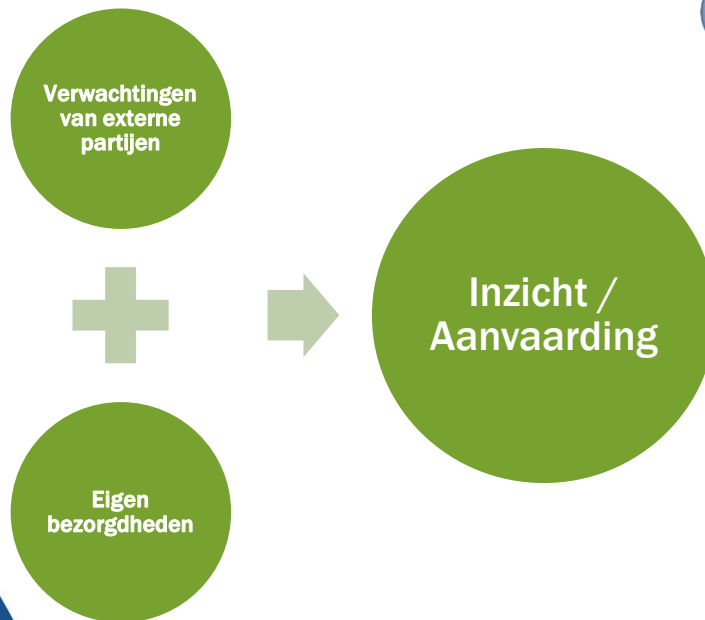 Verwachtingen
van externe
partijen
Eigen
bezorgdheden
Inzicht /
Aanvaarding